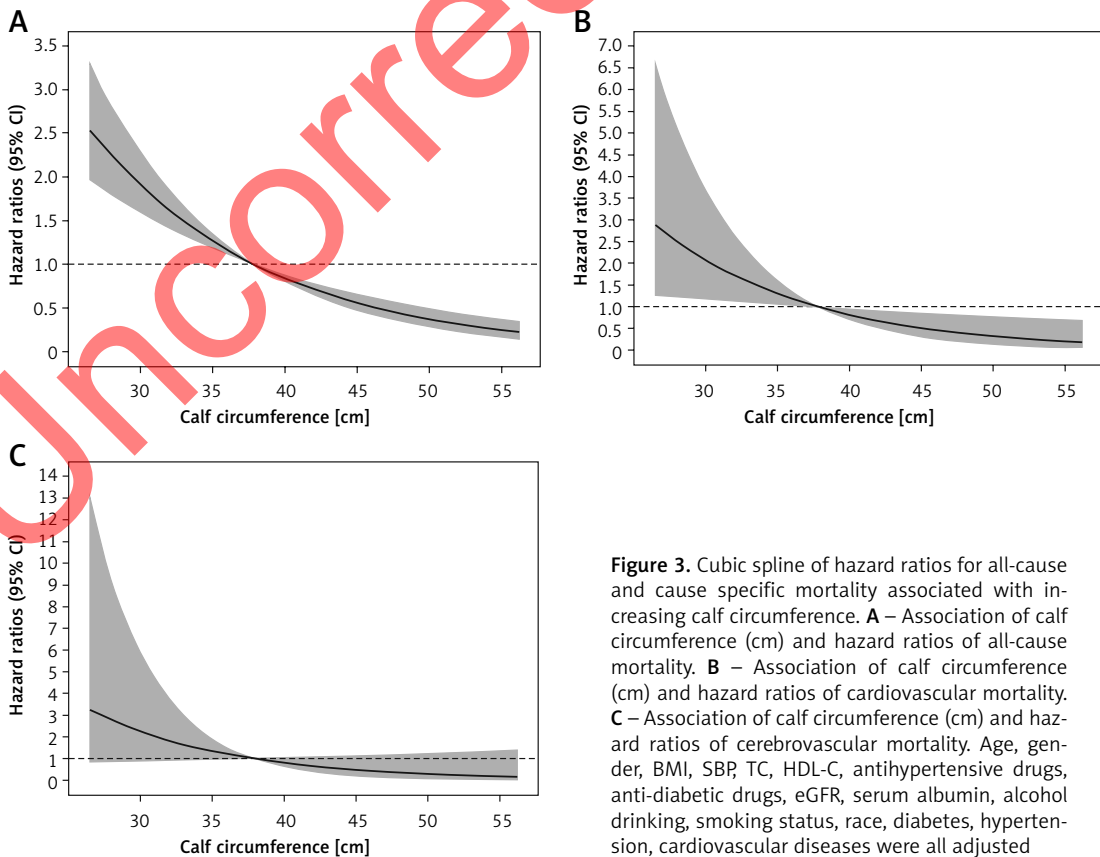 A
3.5
3.0
2.5
2.0
1.5
1.0
0.5
0
Hazard ratios (95% CI)
30 35 40 45 50 55
Calf circumference [cm]
B
7.0
6.5
6.0
5.5
5.0
4.5
4.0
3.5
3.0
2.5
2.0
1.5
1.0
0.5
0
Hazard ratios (95% CI)
30 35 40 45 50 55
Calf circumference [cm]
C
14
13
12
11
10
9
8
7
6
5
4
3
2
1
0
Hazard ratios (95% CI)
30 35 40 45 50 55
Calf circumference [cm]
Figure 3. Cubic spline of hazard ratios for all-cause
and cause specific mortality associated with in-
creasing calf circumference. A – Association of calf
circumference (cm) and hazard ratios of all-cause
mortality. B – Association of calf circumference
(cm) and hazard ratios of cardiovascular mortality.
C – Association of calf circumference (cm) and haz-
ard ratios of cerebrovascular mortality. Age, gen-
der, BMI, SBP, TC, HDL-C, antihypertensive drugs,
anti-diabetic drugs, eGFR, serum albumin, alcohol
drinking, smoking status, race, diabetes, hyperten-
sion, cardiovascular diseases were all adjusted
Uncorre